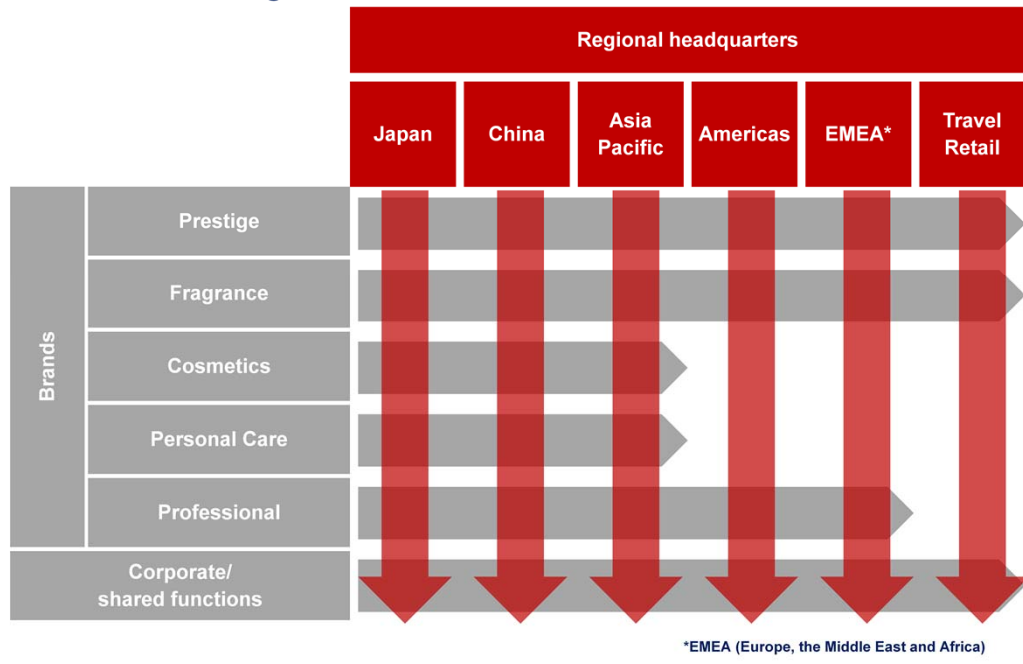 Regional headquarters
Japan
China
Asia
Pacific
Americas
EMEA*
Travel
Retail
Brands
Prestige
Fragrance
Cosmetics
Personal Care
Professional
Corporate/
shared functions
*EMEA (Europe, the Middle East and Africa)